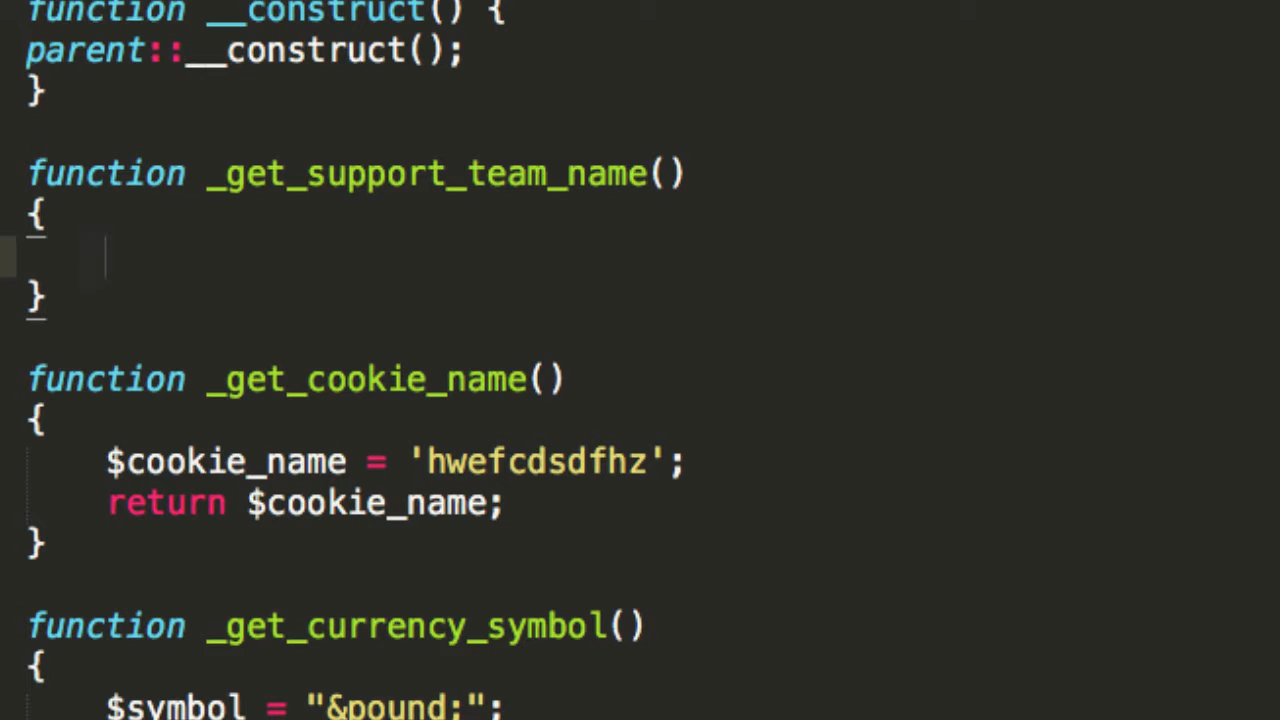 function __construct() {
parent::__construct();
}
function _get_support_team_name()
{
}
function _get_cookie_name()
{
$cookie_name = 'hwefcdsdfhz';
return $cookie_name;
}
function _get_currency_symbol()
{
$symbol = "&pound;";